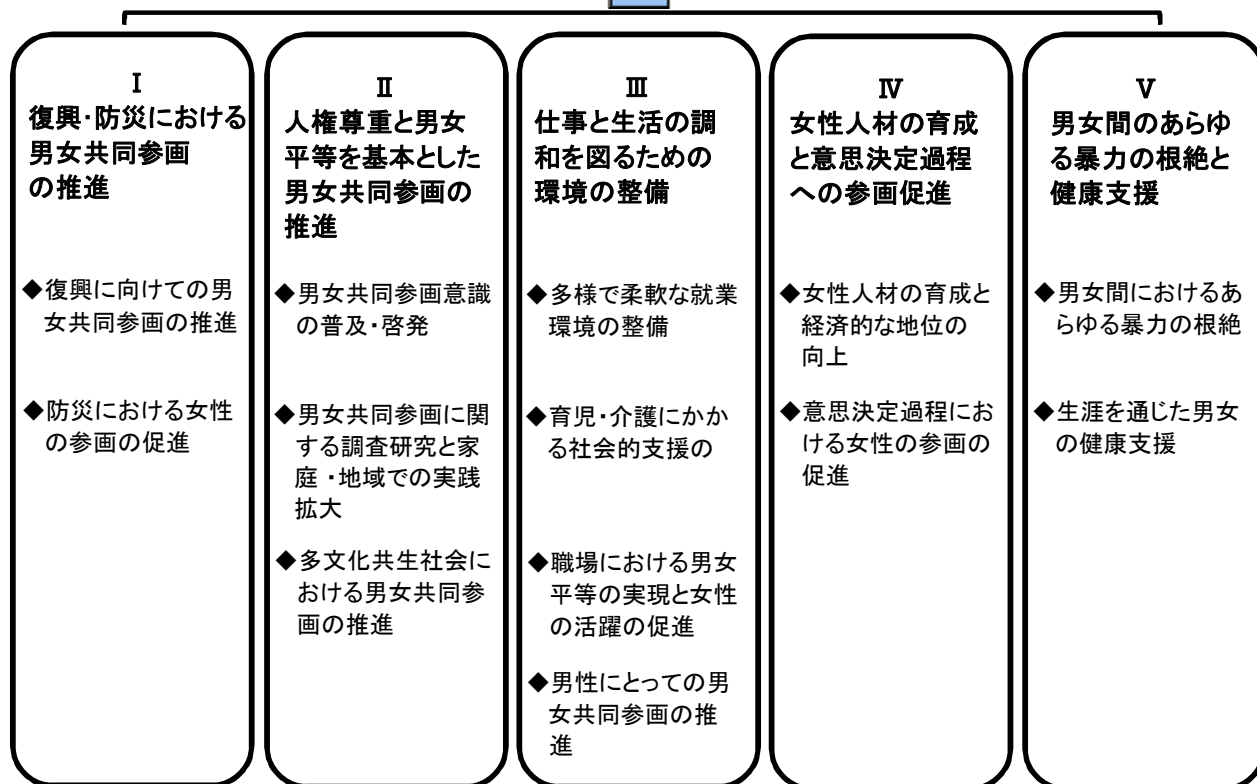 Ⅰ
復興・防災における
男女共同参画
の推進
◆復興に向けての男
女共同参画の推進
◆防災における女性
の参画の促進
Ⅱ
人権尊重と男女
平等を基本とした
男女共同参画の
推進
◆男女共同参画意識
の普及・啓発
◆男女共同参画に関
する調査研究と家
庭・地域での実践
拡大
◆多文化共生社会に
おける男女共同参
画の推進
Ⅲ
仕事と生活の調
和を図るための
環境の整備
◆多様で柔軟な就業
環境の整備
◆育児・介護にかか
る社会的支援の
◆職場における男女
平等の実現と女性
の活躍の促進
◆男性にとっての男
女共同参画の推
進
Ⅳ
女性人材の育成
と意思決定過程
への参画促進
◆女性人材の育成と
経済的な地位の
向上
◆意思決定過程にお
ける女性の参画の
促進
Ⅴ
男女間のあらゆ
る暴力の根絶と
健康支援
◆男女間におけるあ
らゆる暴力の根絶
◆生涯を通じた男女
の健康支援